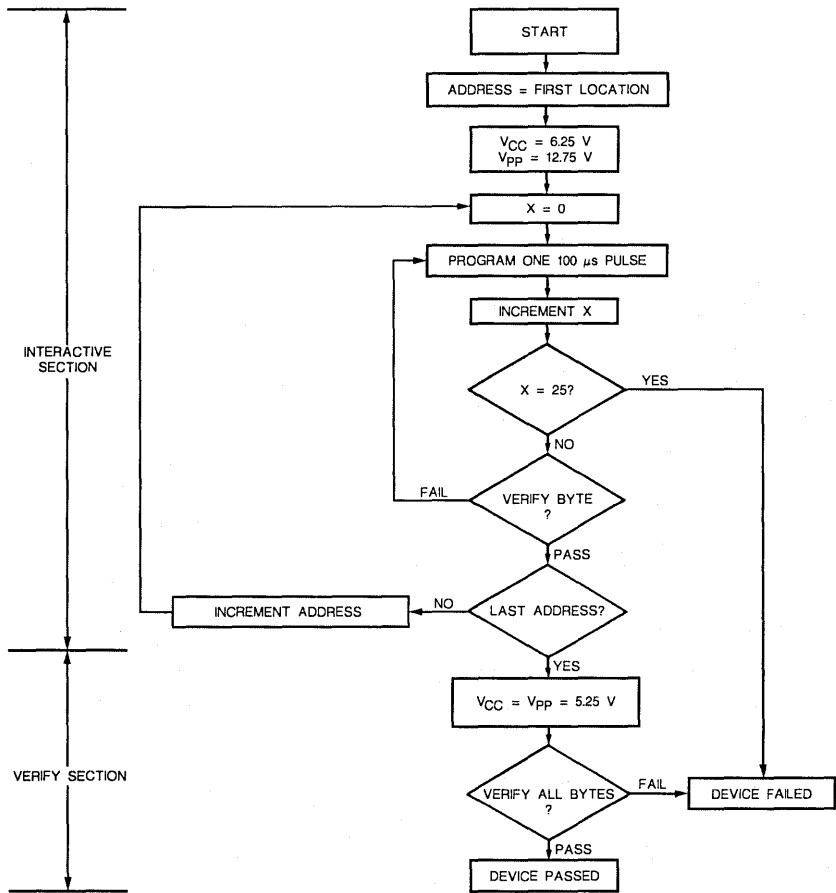 START
ADDRESS = FIRST LOCATION
VCC = 6.25 V
VPP = 12.75 V
X = 0
PROGRAM ONE 100 µs PULSE
INCREMENT X
INTERACTIVE
SECTION
X = 25?
YES
NO
FAIL
VERIFY BYTE
?
PASS
INCREMENT ADDRESS
NO
LAST ADDRESS?
YES
VCC = VPP = 5.25 V
VERIFY SECTION
VERIFY ALL BYTES
?
FAIL
DEVICE FAILED
PASS
DEVICE PASSED